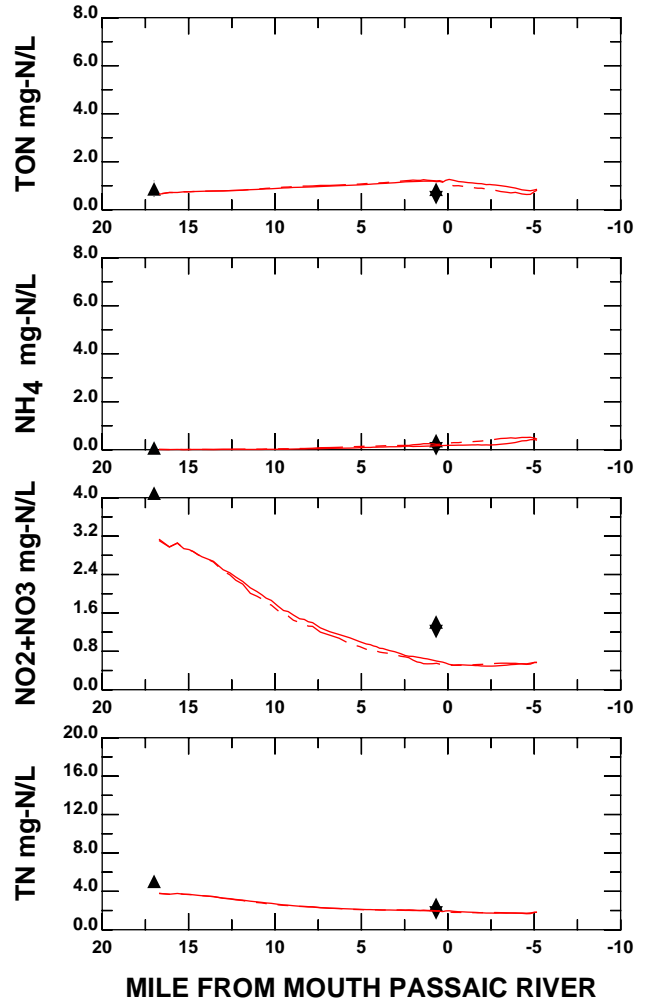 8.0
6.0
4.0
2.0
0.0
TON mg-N/L
20 15 10 5 0 -5 -10
8.0
6.0
4.0
2.0
0.0
NH4 mg-N/L
20 15 10 5 0 -5 -10
4.0
3.2
2.4
1.6
0.8
0.0
NO2+NO3 mg-N/L
20 15 10 5 0 -5 -10
20.0
16.0
12.0
8.0
4.0
0.0
TN mg-N/L
20 15 10 5 0 -5 -10
MILE FROM MOUTH PASSAIC RIVER